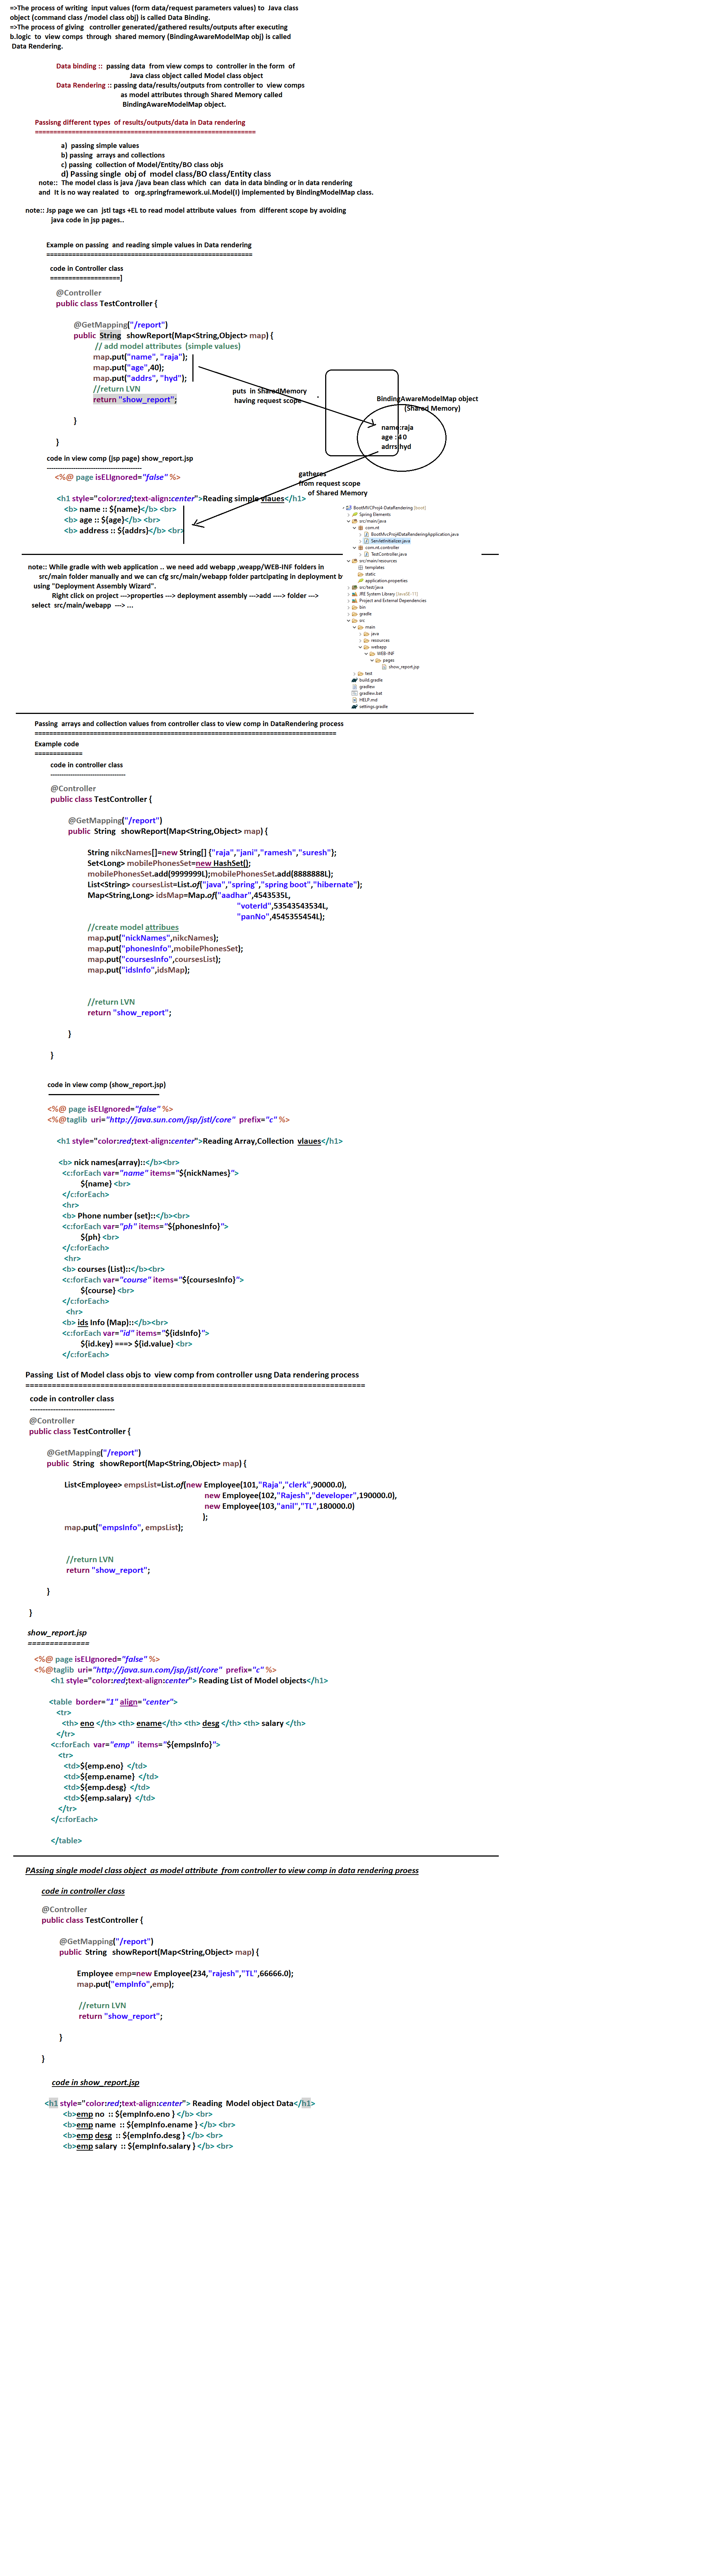 =>The process of writing  input values (form data/request parameters values) to  Java class
object (command class /model class obj) is called Data Binding.
=>The process of giving   controller generated/gathered results/outputs after executing
b.logic  to  view comps  through  shared memory (BindingAwareModelMap obj) is called
Data Rendering.
Data binding ::  passing data  from view comps to  controller in the form  of
Java class object called Model class object
Data Rendering :: passing data/results/outputs from controller to  view comps
as model attributes through Shared Memory called
BindingAwareModelMap object.
Passisng different types  of results/outputs/data in Data rendering
============================================================
a)  passing simple values
b) passing  arrays and collections
c) passing  collection of Model/Entity/BO class objs
d) Passing single  obj of  model class/BO class/Entity class
note::  The model class is java /java bean class which  can  data in data binding or in data rendering
and  It is no way realated  to   org.springframework.ui.Model(I) implemented by BindingMapModel class.
note:: Jsp page we can  jstl tags +EL to read model attribute values  from  different scope by avoiding
java code in jsp pages..
Example on passing  and reading simple values in Data rendering
========================================================
code in Controller class
===================]
@Controller
public class TestController {
@GetMapping("/report")
public  String   showReport(Map<String,Object> map) {
// add model attributes  (simple values)
map.put("name", "raja");
map.put("age",40);
map.put("addrs", "hyd");
//return LVN
return "show_report";
}
}
puts  in SharedMemory
having request scope
BindingAwareModelMap object
(Shared Memory)
name:raja
age : 40
adrrs:hyd
gatheres
from request scope
of Shared Memory
code in view comp (jsp page) show_report.jsp
-----------------------------------------
<%@ page isELIgnored="false" %>
<h1 style="color:red;text-align:center">Reading simple vlaues</h1>
<b> name :: ${name}</b> <br>
<b> age :: ${age}</b> <br>
<b> address :: ${addrs}</b> <br>
BootMVCProj4-DataRendering [boot]
Spring Elements
src/main/java
com.nt
BootMvcProj4DataRenderingApplication.java
ServletInitializer.java
com.nt.controller
TestController.java
src/main/resources
templates
static
application.properties
src/test/java
JRE System Library [JavaSE-11]
Project and External Dependencies
bin
gradle
src
main
java
resources
webapp
WEB-INF
pages
show_report.jsp
test
build.gradle
gradlew
gradlew.bat
HELP.md
settings.gradle
note:: While gradle with web application .. we need add webapp ,weapp/WEB-INF folders in
src/main folder manually and we can cfg src/main/webapp folder partcipating in deployment b
using "Deployment Assembly Wizard".
Right click on project --->properties ---> deployment assembly --->add ----> folder --->
select  src/main/webapp  ---> ...
Passing  arrays and collection values from controller class to view comp in DataRendering process
==================================================================================
Example code
=============
code in controller class
---------------------------------
@Controller
public class TestController {
@GetMapping("/report")
public  String   showReport(Map<String,Object> map) {
String nikcNames[]=new String[] {"raja","jani","ramesh","suresh"};
Set<Long> mobilePhonesSet=new HashSet();
mobilePhonesSet.add(9999999L);mobilePhonesSet.add(8888888L);
List<String> coursesList=List.of("java","spring","spring boot","hibernate");
Map<String,Long> idsMap=Map.of("aadhar",4543535L,
"voterId",53543543534L,
"panNo",4545355454L);
//create model attribues
map.put("nickNames",nikcNames);
map.put("phonesInfo",mobilePhonesSet);
map.put("coursesInfo",coursesList);
map.put("idsInfo",idsMap);
//return LVN
return "show_report";
}
}
code in view comp (show_report.jsp)
<%@ page isELIgnored="false" %>
<%@taglib  uri="http://java.sun.com/jsp/jstl/core"  prefix="c" %>
<h1 style="color:red;text-align:center">Reading Array,Collection  vlaues</h1>
<b> nick names(array)::</b><br>
<c:forEach var="name" items="${nickNames}">
${name} <br>
</c:forEach>
<hr>
<b> Phone number (set)::</b><br>
<c:forEach var="ph" items="${phonesInfo}">
${ph} <br>
</c:forEach>
<hr>
<b> courses (List)::</b><br>
<c:forEach var="course" items="${coursesInfo}">
${course} <br>
</c:forEach>
<hr>
<b> ids Info (Map)::</b><br>
<c:forEach var="id" items="${idsInfo}">
${id.key} ===> ${id.value} <br>
</c:forEach>
Passing  List of Model class objs to  view comp from controller usng Data rendering process
==============================================================================
code in controller class
---------------------------------
@Controller
public class TestController {
@GetMapping("/report")
public  String   showReport(Map<String,Object> map) {
List<Employee> empsList=List.of(new Employee(101,"Raja","clerk",90000.0),
new Employee(102,"Rajesh","developer",190000.0),
new Employee(103,"anil","TL",180000.0)
);
map.put("empsInfo", empsList);
//return LVN
return "show_report";
}
}
show_report.jsp
==============
<%@ page isELIgnored="false" %>
<%@taglib  uri="http://java.sun.com/jsp/jstl/core"  prefix="c" %>
<h1 style="color:red;text-align:center"> Reading List of Model objects</h1>
<table  border="1" align="center">
<tr>
<th> eno </th> <th> ename</th> <th> desg </th> <th> salary </th>
</tr>
<c:forEach  var="emp"  items="${empsInfo}">
<tr>
<td>${emp.eno}  </td>
<td>${emp.ename}  </td>
<td>${emp.desg}  </td>
<td>${emp.salary}  </td>
</tr>
</c:forEach>
</table>
PAssing single model class object  as model attribute  from controller to view comp in data rendering proess
code in controller class
@Controller
public class TestController {
@GetMapping("/report")
public  String   showReport(Map<String,Object> map) {
Employee emp=new Employee(234,"rajesh","TL",66666.0);
map.put("empInfo",emp);
//return LVN
return "show_report";
}
}
code in show_report.jsp
<h1 style="color:red;text-align:center"> Reading  Model object Data</h1>
<b>emp no  :: ${empInfo.eno } </b> <br>
<b>emp name  :: ${empInfo.ename } </b> <br>
<b>emp desg  :: ${empInfo.desg } </b> <br>
<b>emp salary  :: ${empInfo.salary } </b> <br>